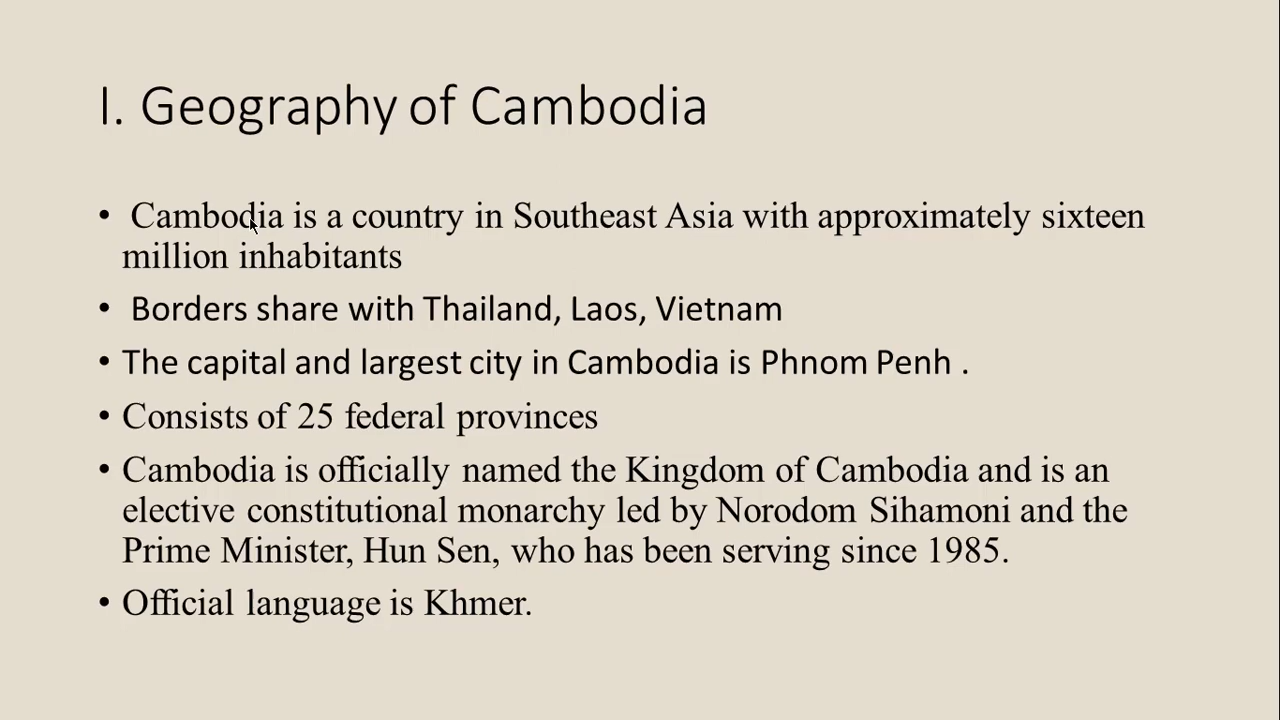 I. Geography of Cambodia
• Cambodia is a country in Southeast Asia with approximately sixteen
million inhabitants
• Borders share with Thailand, Laos, Vietnam
• The capital and largest city in Cambodia is Phnom Penh .
• Consists of 25 federal provinces
• Cambodia is officially named the Kingdom of Cambodia and is an
elective constitutional monarchy led by Norodom Sihamoni and the
Prime Minister, Hun Sen, who has been serving since 1985.
• Official language is Khmer.